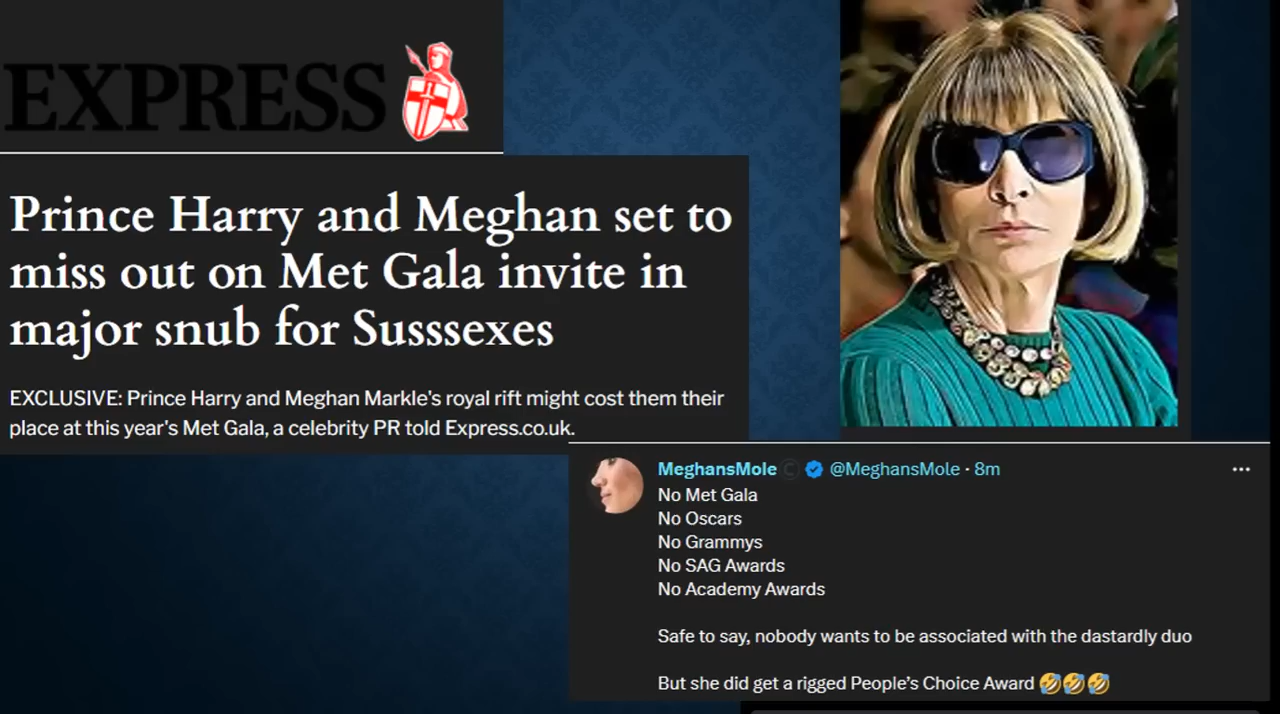 EXPRESS
Prince Harry and Meghan set to
miss out on Met Gala invite in
major snub for Susssexes
EXCLUSIVE: Prince Harry and Meghan Markle's royal rift might cost them their
place at this year's Met Gala, a celebrity PR told Express.co.uk.
MeghansMole @MeghansMole · 8m
No Met Gala
No Oscars
No Grammys
No SAG Awards
No Academy Awards
Safe to say, nobody wants to be associated with the dastardly duo
But she did get a rigged People’s Choice Award 🤣🤣🤣